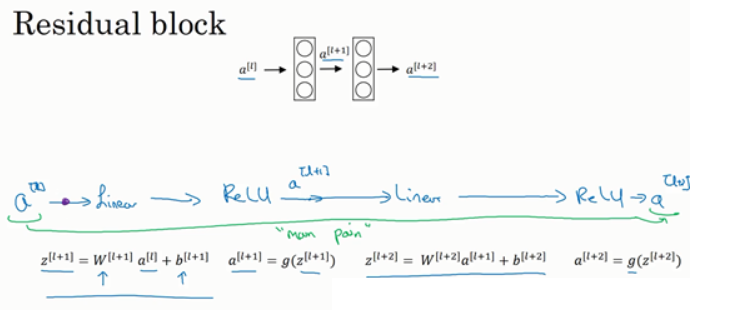 Residual block
a[l] → a[l+1] → a[l+2]
a[l] → Linear → ReLU a[l+1] → Linear → ReLU → a[l+2]
"main path"
z[l+1] = W[l+1] a[l] + b[l+1] a[l+1] = g(z[l+1]) z[l+2] = W[l+2]a[l+1] + b[l+2] a[l+2] = g(z[l+2])